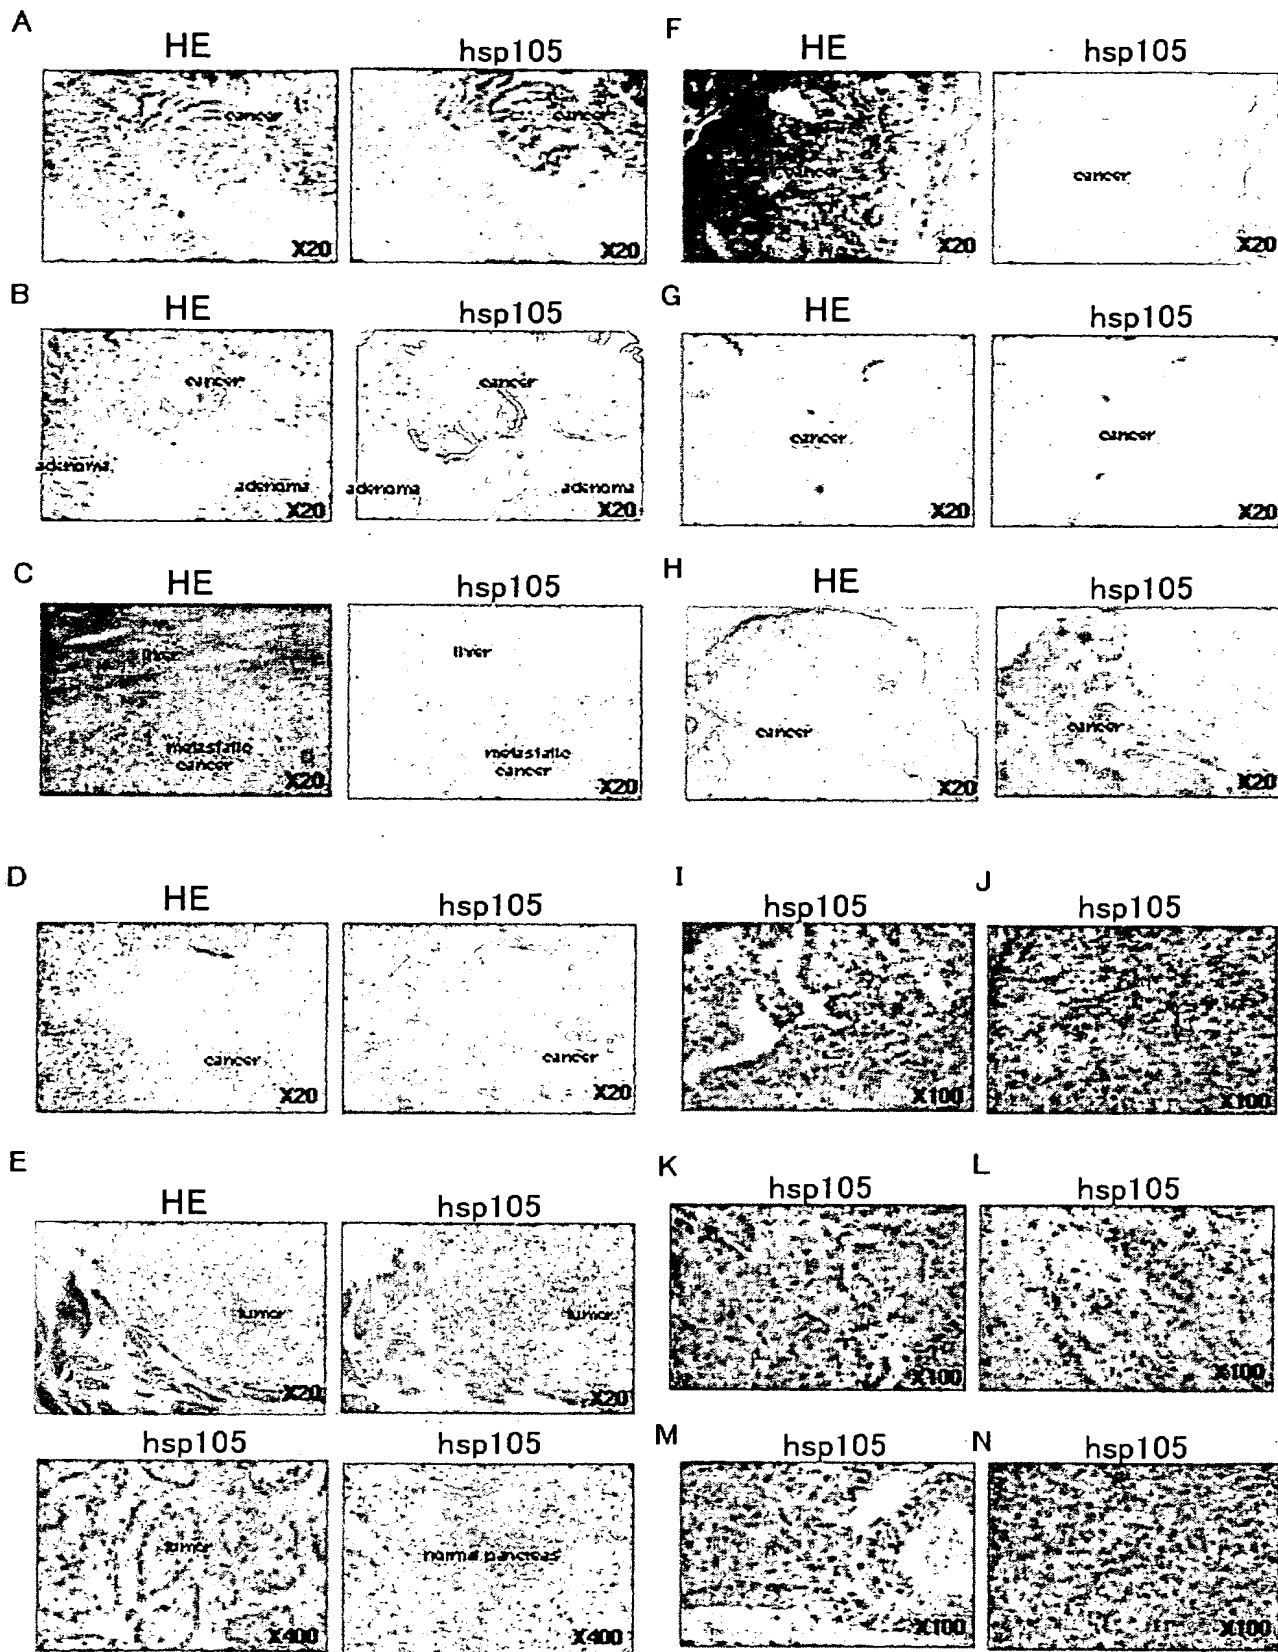 A
HE
hsp105
cancer
X20
cancer
X20
B
HE
hsp105
cancer
adenoma
adenoma
X20
cancer
adenoma
adenoma
X20
C
HE
hsp105
liver
metastatic
cancer
X20
liver
metastatic
cancer
X20
D
HE
hsp105
cancer
X20
cancer
X20
E
HE
hsp105
tumor
X20
tumor
X20
hsp105
hsp105
tumor
X400
normal pancreas
X400
F
HE
hsp105
cancer
X20
cancer
X20
G
HE
hsp105
cancer
X20
cancer
X20
H
HE
hsp105
cancer
X20
cancer
X20
I
hsp105
X100
J
hsp105
X100
K
hsp105
X100
L
hsp105
X100
M
hsp105
X100
N
hsp105
X100